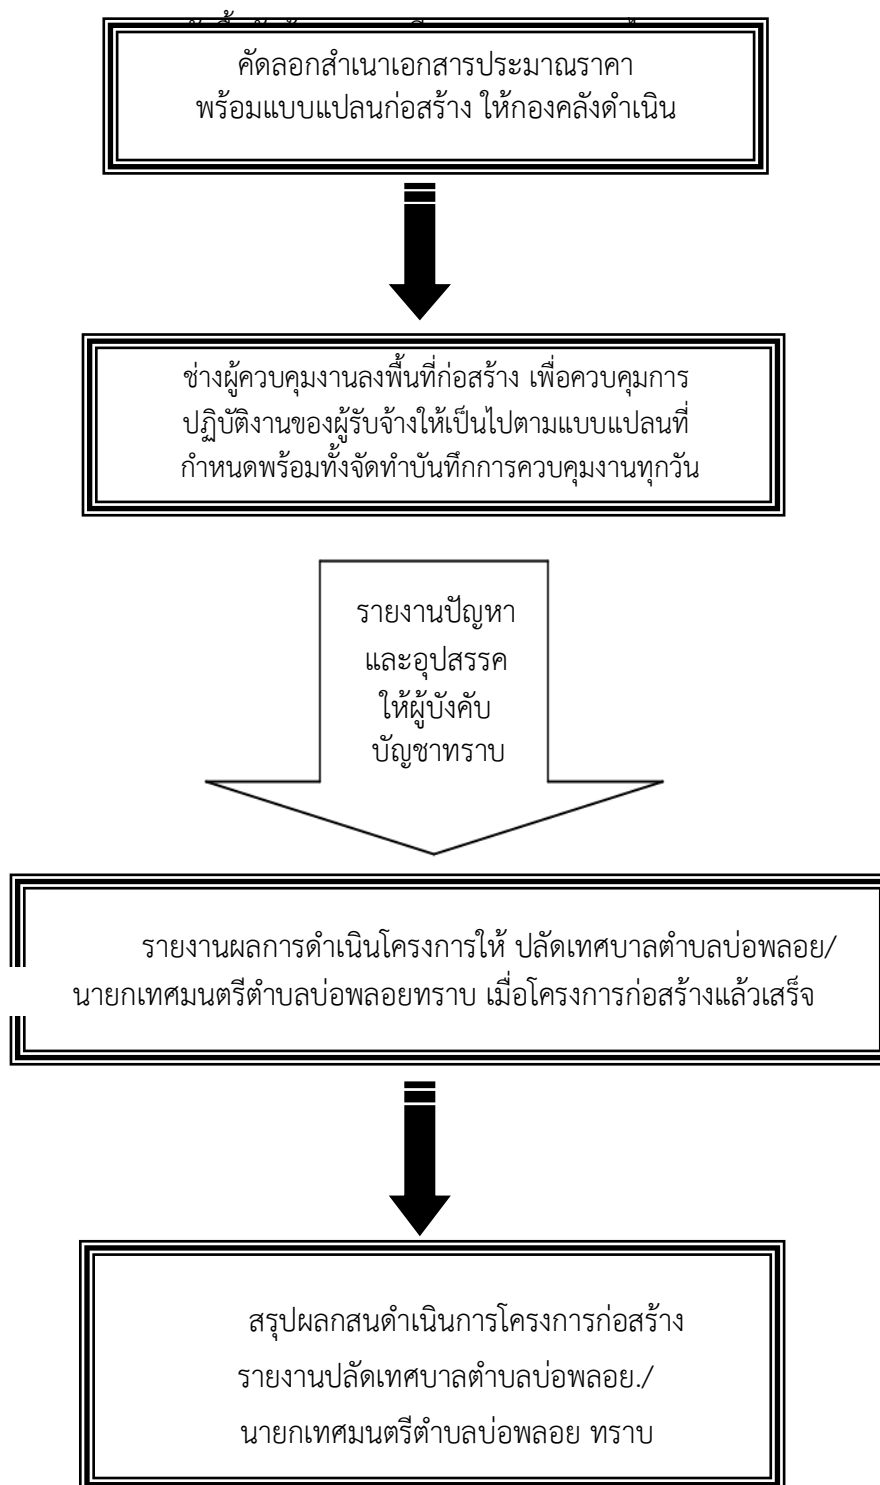 คัดลอกสำเนาเอกสารประมาณราคา
พร้อมแบบแปลนก่อสร้าง ให้กองคลังดำเนิน
ช่างผู้ควบคุมงานลงพื้นที่ก่อสร้าง เพื่อควบคุมการ
ปฏิบัติงานของผู้รับจ้างให้เป็นไปตามแบบแปลนที่
กำหนดพร้อมทั้งจัดทำบันทึกการควบคุมงานทุกวัน
รายงานปัญหา
และอุปสรรค
ให้ผู้บังคับ
บัญชาทราบ
รายงานผลการดำเนินโครงการให้ ปลัดเทศบาลตำบลบ่อพลอย/
นายกเทศมนตรีตำบลบ่อพลอยทราบ เมื่อโครงการก่อสร้างแล้วเสร็จ
สรุปผลกสนดำเนินการโครงการก่อสร้าง
รายงานปลัดเทศบาลตำบลบ่อพลอย./
นายกเทศมนตรีตำบลบ่อพลอย ทราบ